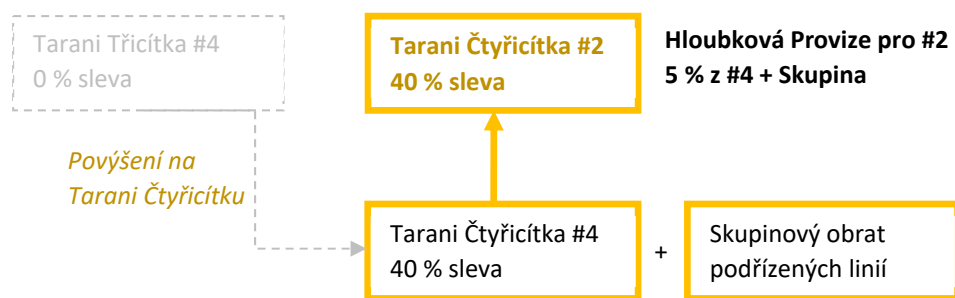 Tarani Třicítka #4
0 % sleva
Tarani Čtyřicítka #2
40 % sleva
Hloubková Provize pro #2
5 % z #4 + Skupina
Povýšení na
Tarani Čtyřicítku
Tarani Čtyřicítka #4
40 % sleva
+
Skupinový obrat
podřízených linií